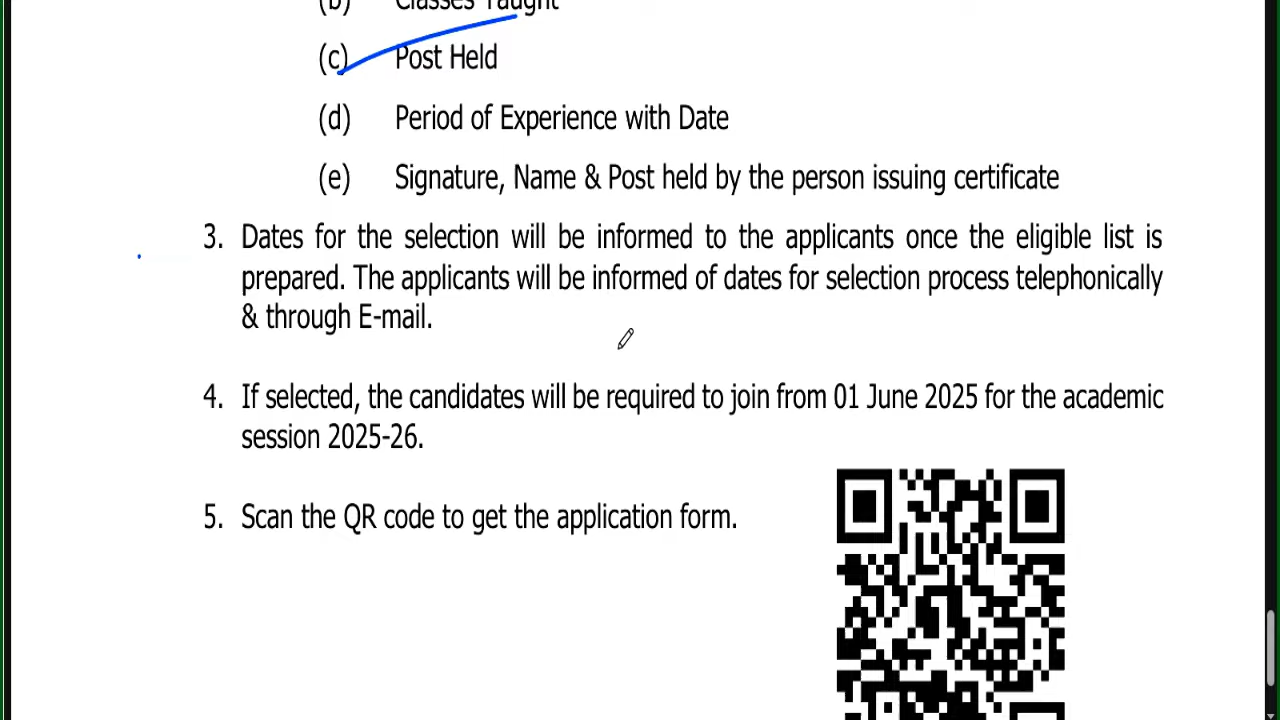 (b) Classes Taught
(c) Post Held
(d) Period of Experience with Date
(e) Signature, Name & Post held by the person issuing certificate
3. Dates for the selection will be informed to the applicants once the eligible list is
prepared. The applicants will be informed of dates for selection process telephonically
& through E-mail.
4. If selected, the candidates will be required to join from 01 June 2025 for the academic
session 2025-26.
5. Scan the QR code to get the application form.